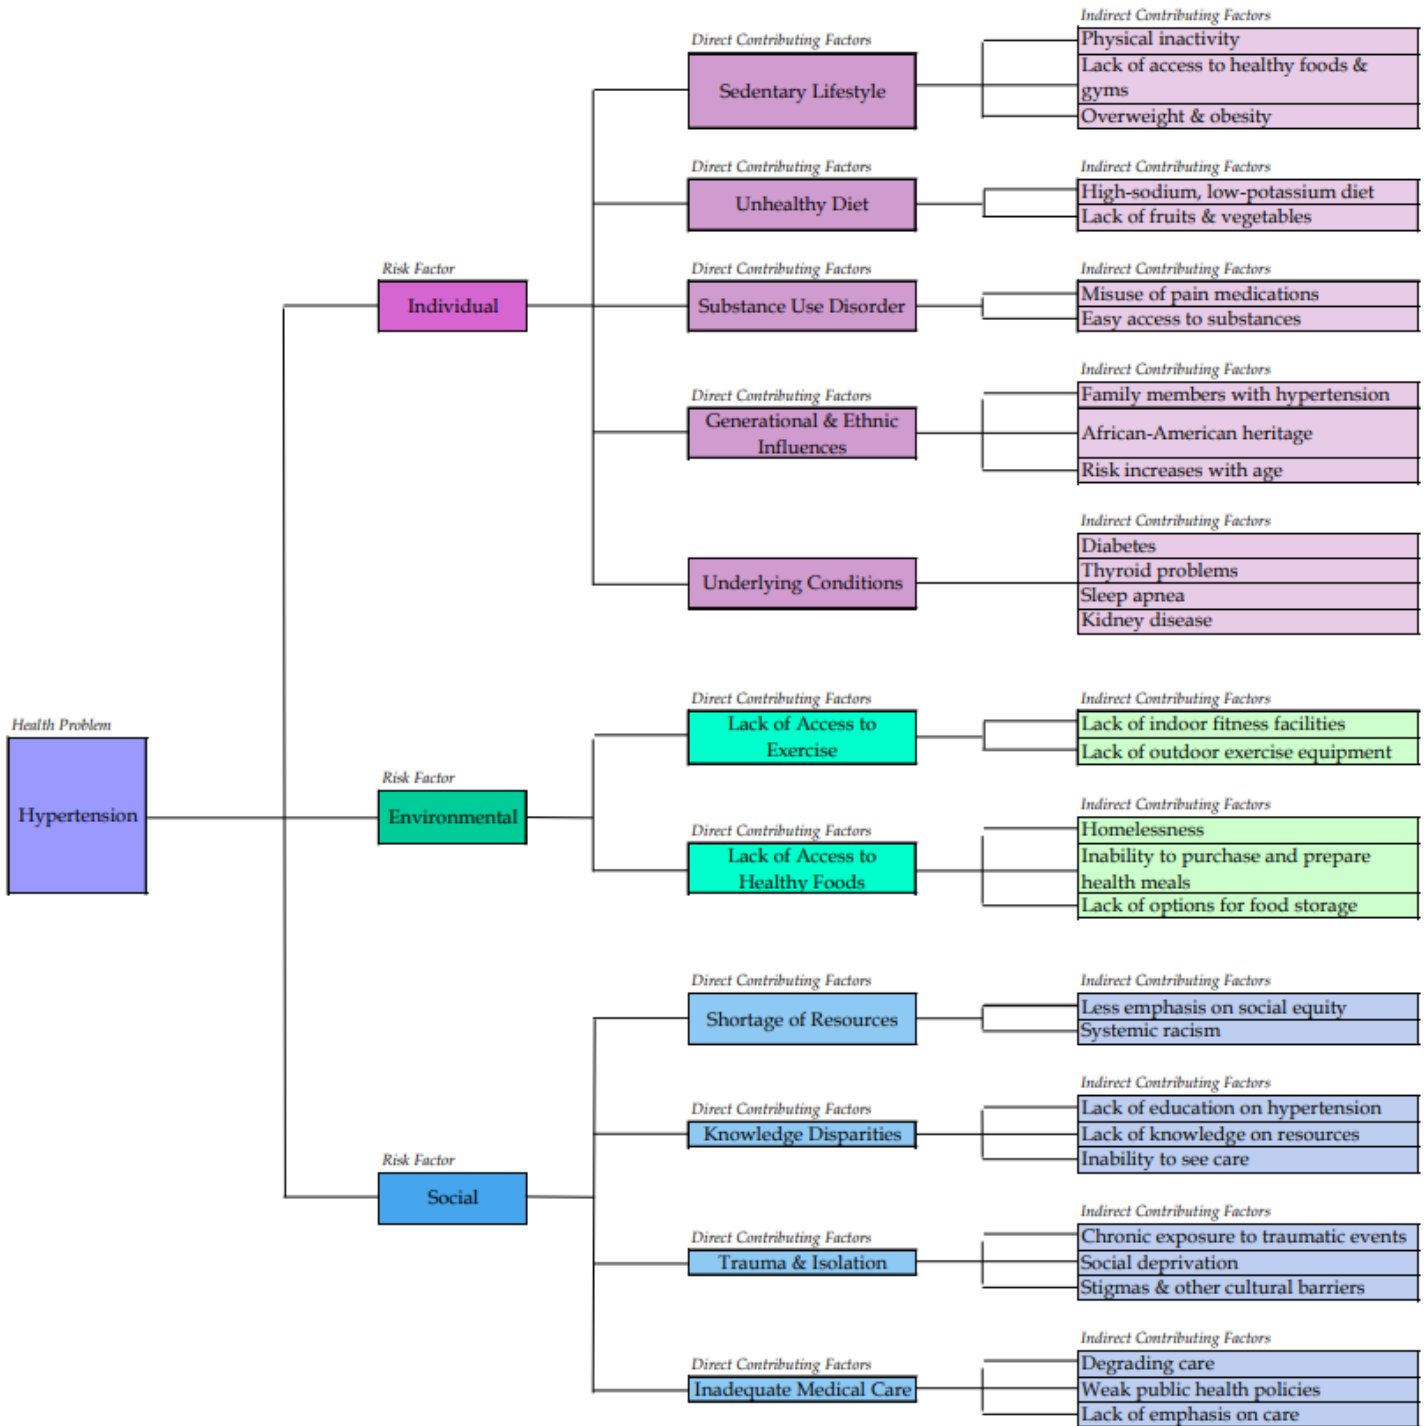 Indirect Contributing Factors
Direct Contributing Factors
Physical inactivity
Sedentary Lifestyle
Lack of access to healthy foods &
gyms
Overweight & obesity
Direct Contributing Factors
Indirect Contributing Factors
Unhealthy Diet
High-sodium, low-potassium diet
Lack of fruits & vegetables
Risk Factor
Individual
Direct Contributing Factors
Indirect Contributing Factors
Substance Use Disorder
Misuse of pain medications
Easy access to substances
Indirect Contributing Factors
Direct Contributing Factors
Family members with hypertension
Generational & Ethnic
Influences
African-American heritage
Risk increases with age
Indirect Contributing Factors
Underlying Conditions
Diabetes
Thyroid problems
Sleep apnea
Kidney disease
Health Problem
Hypertension
Risk Factor
Environmental
Direct Contributing Factors
Indirect Contributing Factors
Lack of Access to
Exercise
Lack of indoor fitness facilities
Lack of outdoor exercise equipment
Indirect Contributing Factors
Direct Contributing Factors
Lack of Access to
Healthy Foods
Homelessness
Inability to purchase and prepare
health meals
Lack of options for food storage
Direct Contributing Factors
Indirect Contributing Factors
Shortage of Resources
Less emphasis on social equity
Systemic racism
Risk Factor
Social
Indirect Contributing Factors
Direct Contributing Factors
Knowledge Disparities
Lack of education on hypertension
Lack of knowledge on resources
Inability to see care
Indirect Contributing Factors
Direct Contributing Factors
Trauma & Isolation
Chronic exposure to traumatic events
Social deprivation
Stigmas & other cultural barriers
Indirect Contributing Factors
Direct Contributing Factors
Inadequate Medical Care
Degrading care
Weak public health policies
Lack of emphasis on care